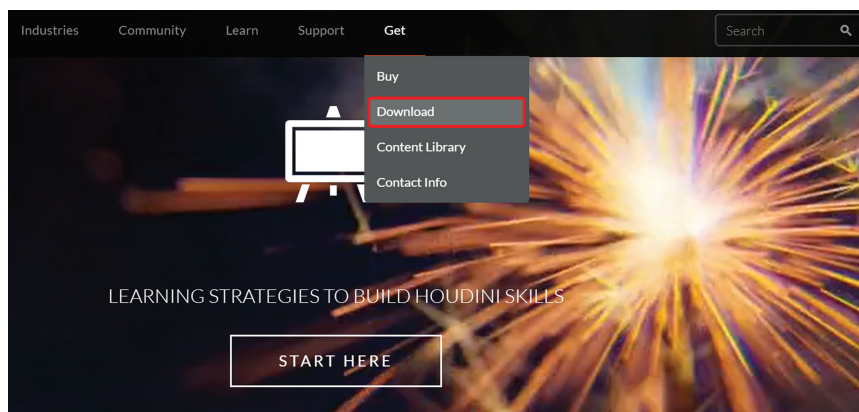 Industries Community Learn Support Get Search
Buy
Download
Content Library
Contact Info
LEARNING STRATEGIES TO BUILD HOUDINI SKILLS
START HERE